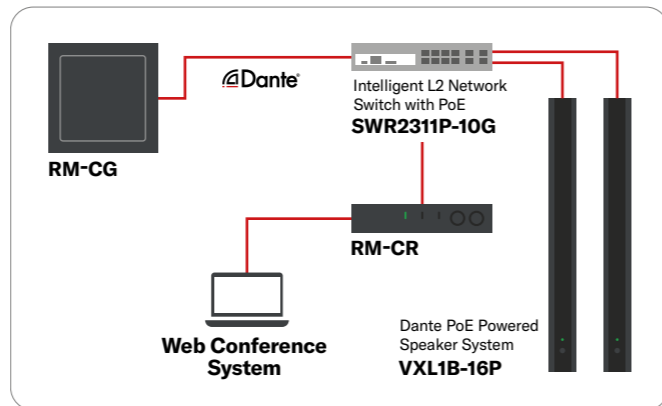 Dante
Intelligent L2 Network
Switch with PoE
SWR2311P-10G
RM-CG
RM-CR
Web Conference
System
Dante PoE Powered
Speaker System
VXL1B-16P